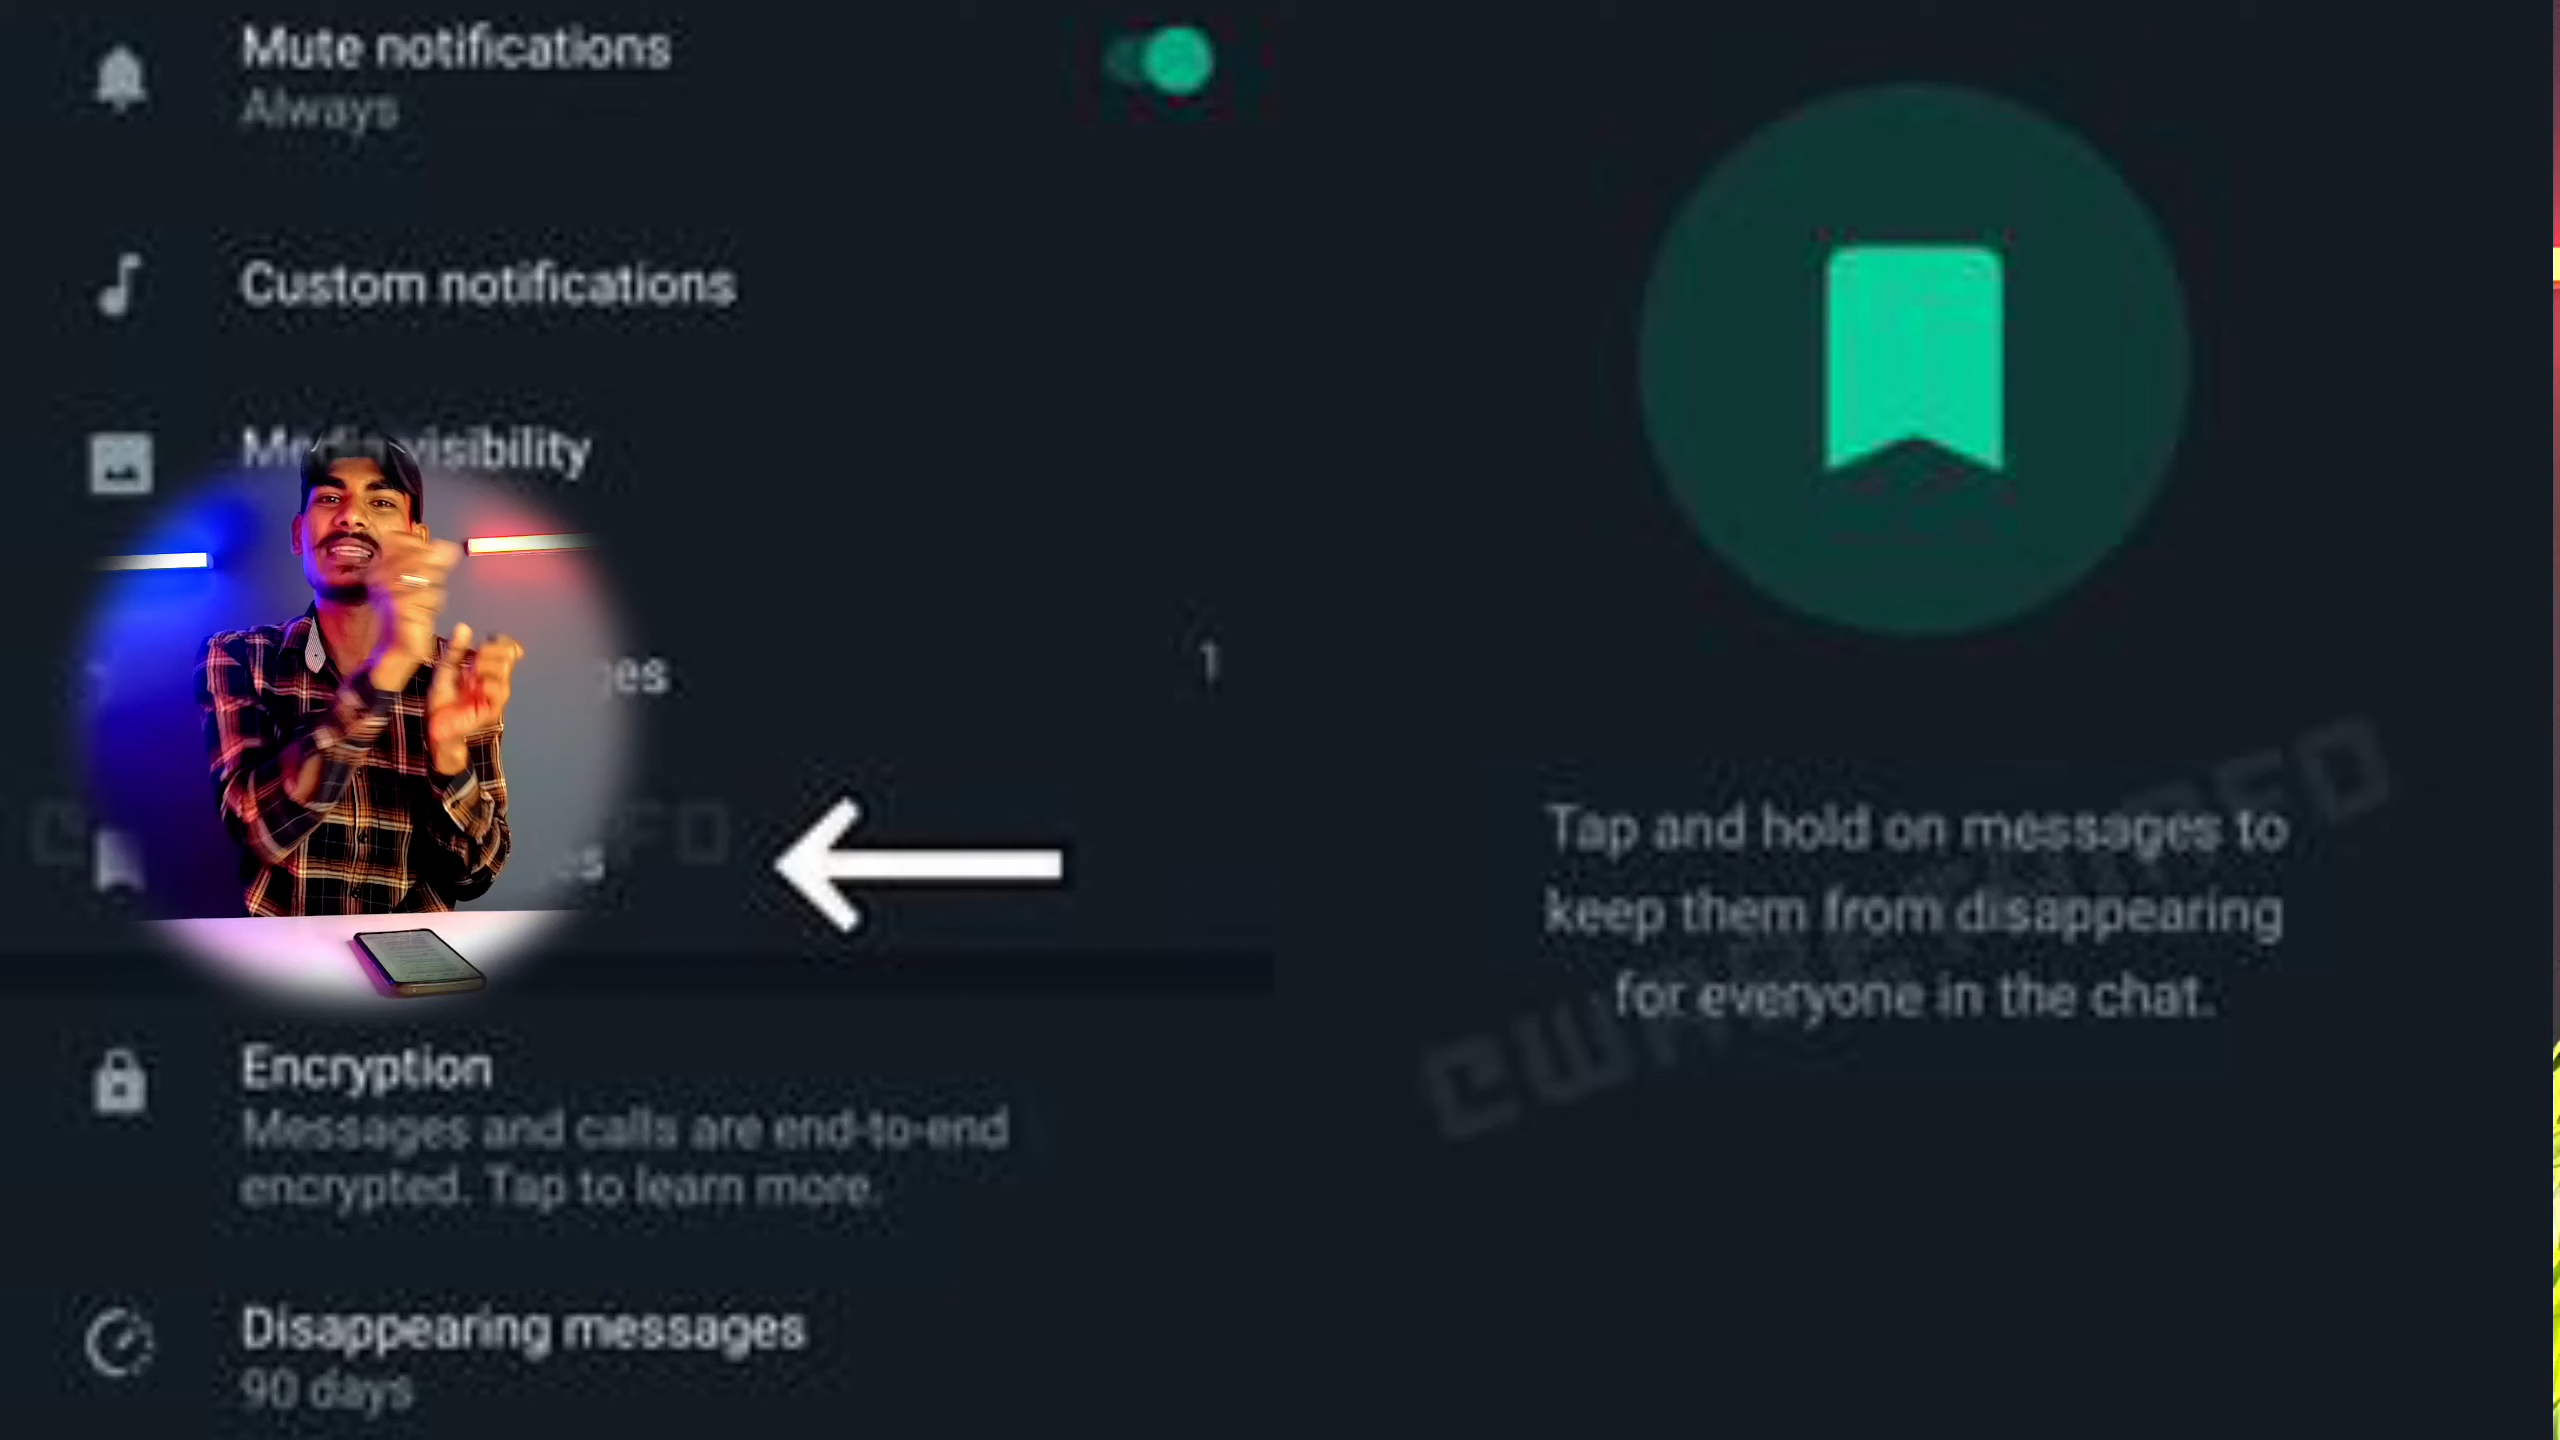 Mute notifications
Always
Custom notifications
Media visibility
1
Encryption
Messages and calls are end-to-end
encrypted. Tap to learn more.
Disappearing messages
90 days
Tap and hold on messages to
keep them from disappearing
for everyone in the chat.